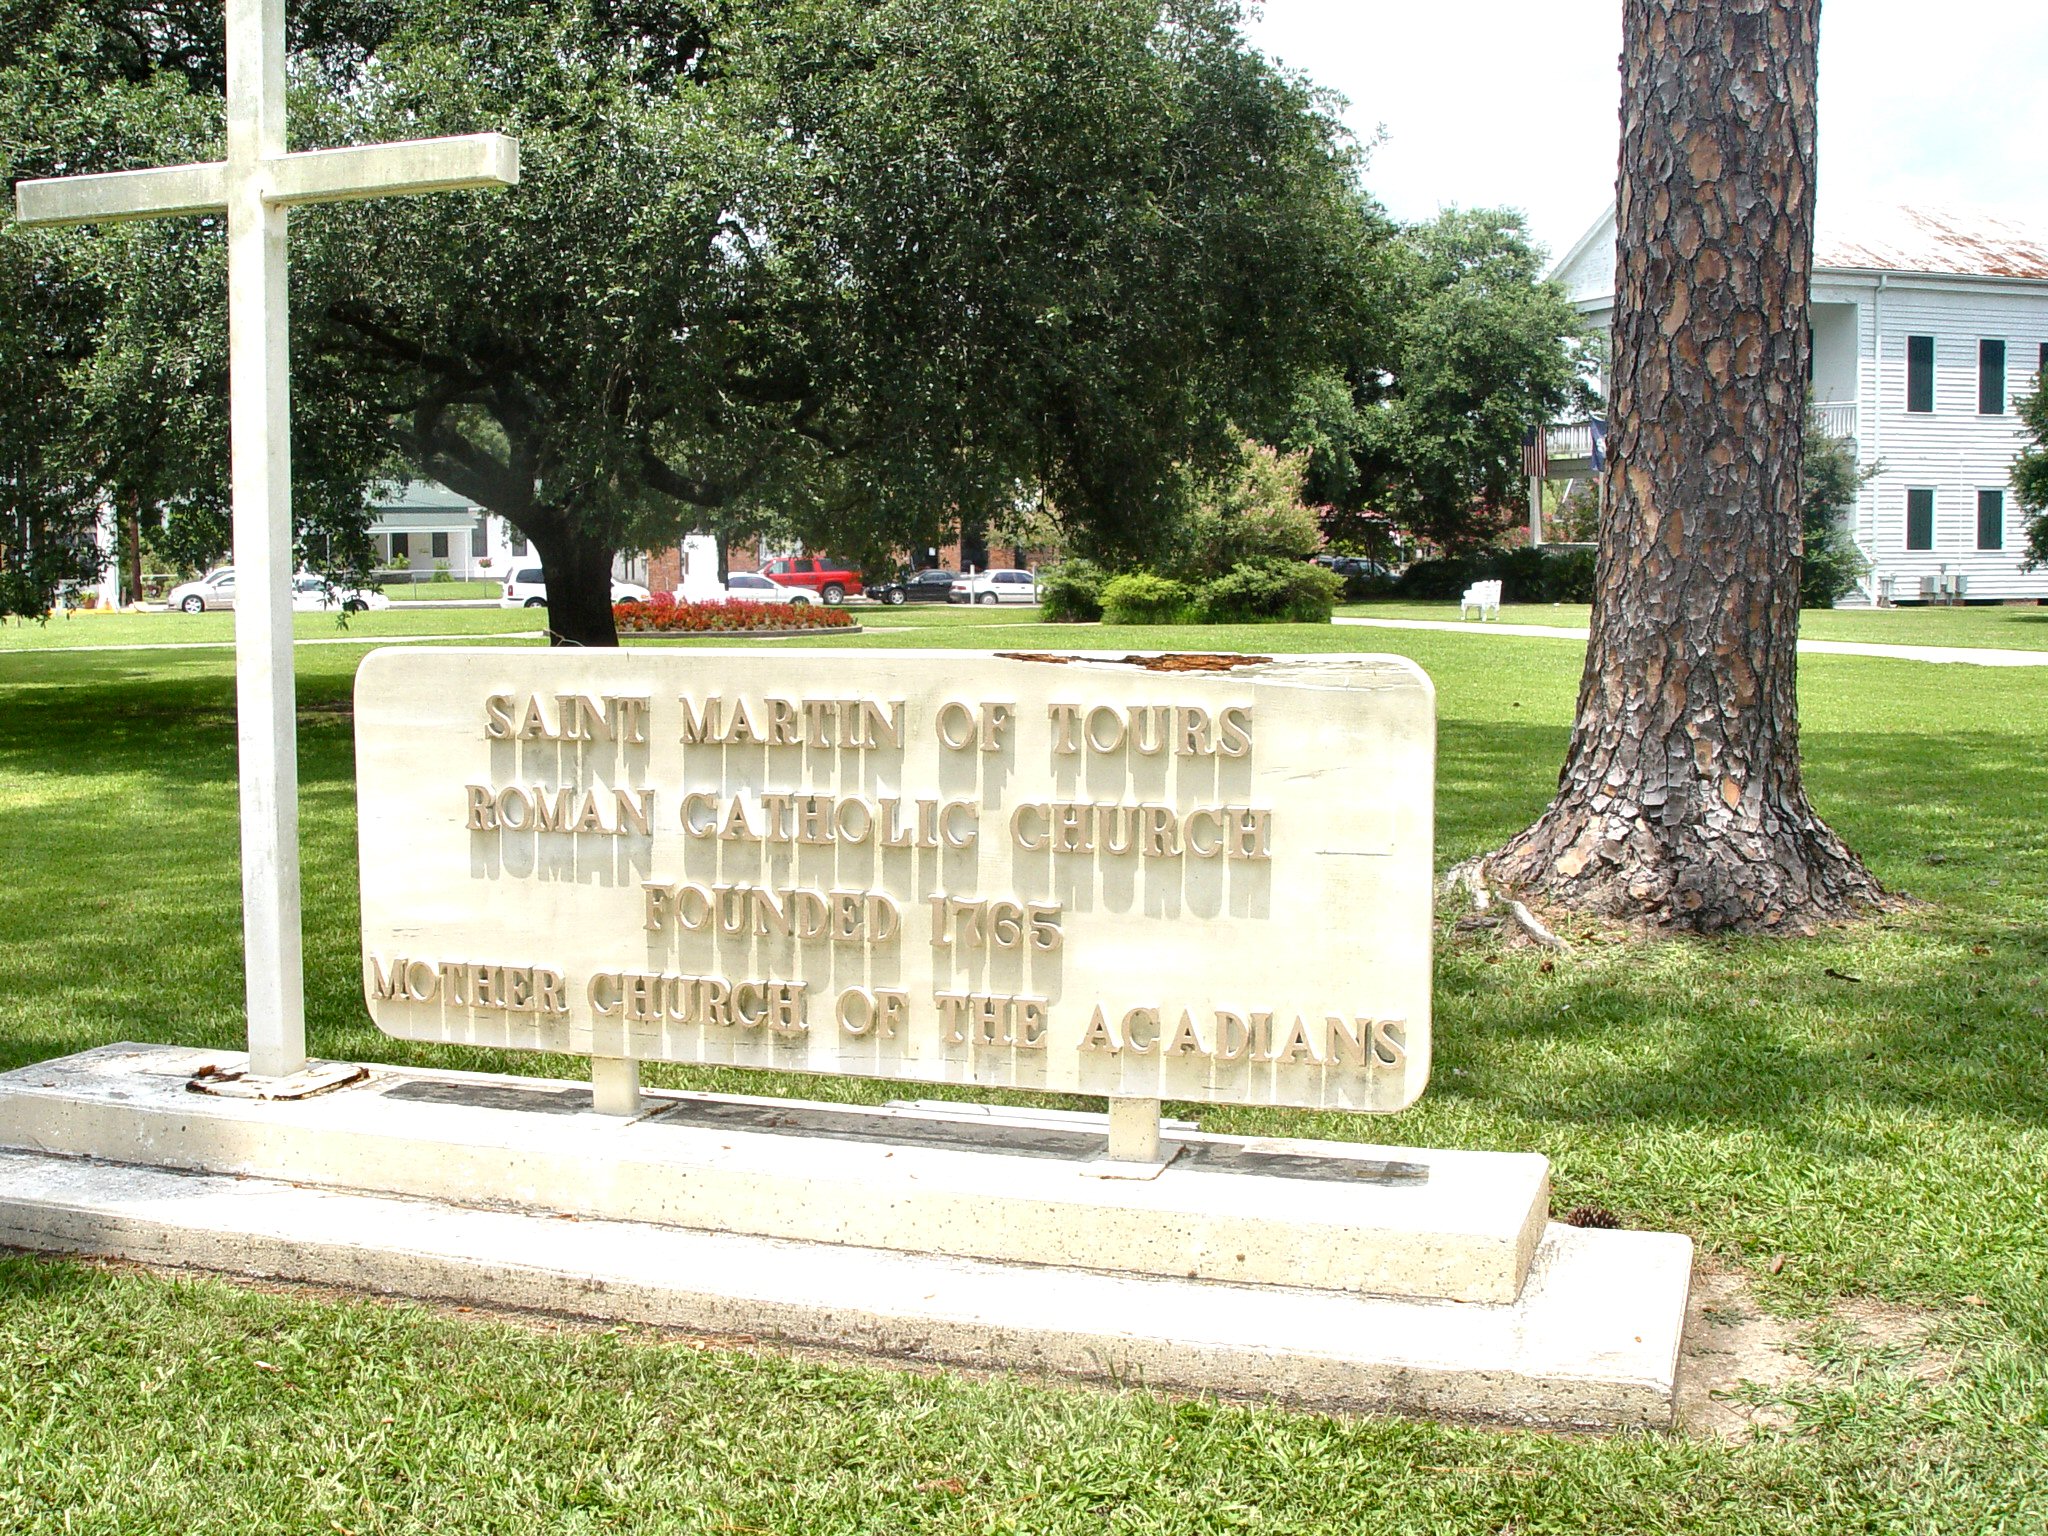 SAINT MARTIN OF TOURS
ROMAN CATHOLIC CHURCH
FOUNDED 1765
MOTHER CHURCH OF THE ACADIANS